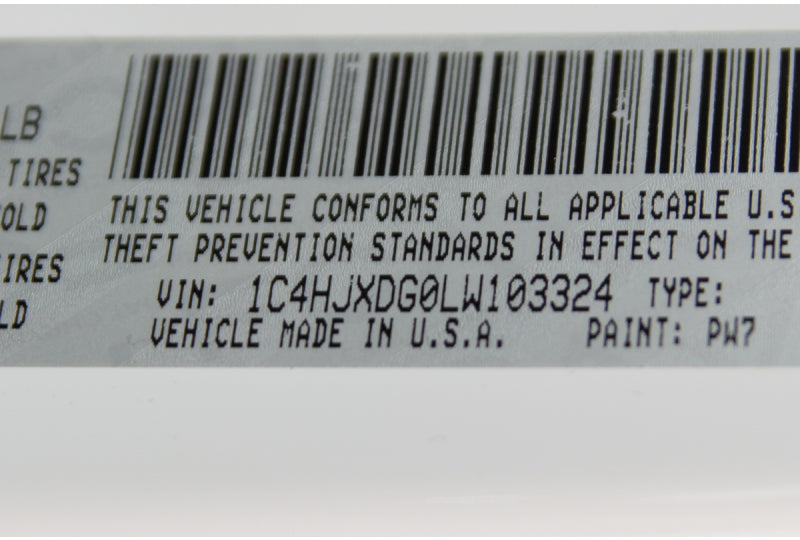 LB
TIRES
OLD
IRES
LD
THIS VEHICLE CONFORMS TO ALL APPLICABLE U.S
THEFT PREVENTION STANDARDS IN EFFECT ON THE
VIN: 1C4HJXDG0LW103324 TYPE:
VEHICLE MADE IN U.S.A. PAINT: PW7